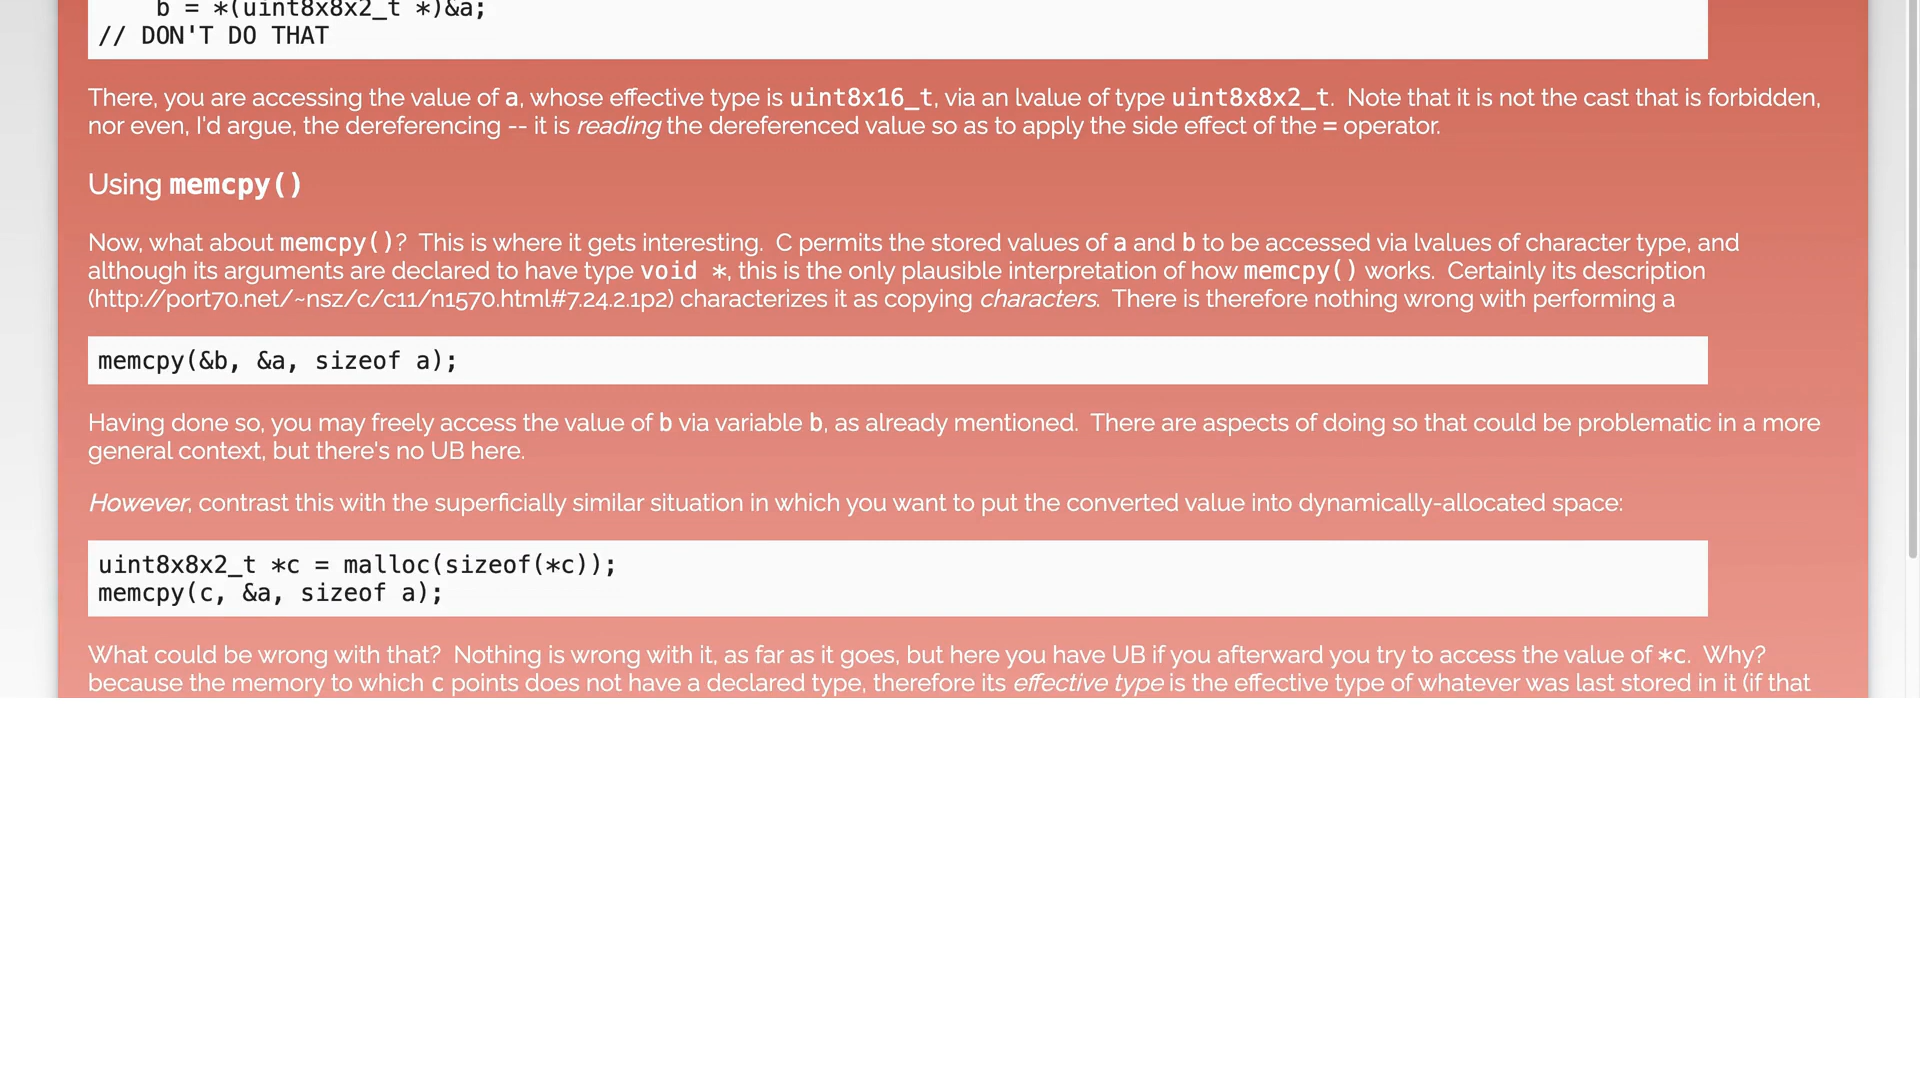 b = *(uint8x8x2_t *)&a;
// DON'T DO THAT
There, you are accessing the value of a, whose effective type is uint8x16_t, via an lvalue of type uint8x8x2_t.  Note that it is not the cast that is forbidden,
nor even, I'd argue, the dereferencing -- it is reading the dereferenced value so as to apply the side effect of the = operator.
Using memcpy()
Now, what about memcpy()?  This is where it gets interesting.  C permits the stored values of a and b to be accessed via lvalues of character type, and
although its arguments are declared to have type void *, this is the only plausible interpretation of how memcpy() works.  Certainly its description
(http://port70.net/~nsz/c/c11/n1570.html#7.24.2.1p2) characterizes it as copying characters.  There is therefore nothing wrong with performing a
memcpy(&b, &a, sizeof a);
Having done so, you may freely access the value of b via variable b, as already mentioned.  There are aspects of doing so that could be problematic in a more
general context, but there's no UB here.
However, contrast this with the superficially similar situation in which you want to put the converted value into dynamically-allocated space:
uint8x8x2_t *c = malloc(sizeof(*c));
memcpy(c, &a, sizeof a);
What could be wrong with that?  Nothing is wrong with it, as far as it goes, but here you have UB if you afterward you try to access the value of *c.  Why?
because the memory to which c points does not have a declared type, therefore its effective type is the effective type of whatever was last stored in it (if that